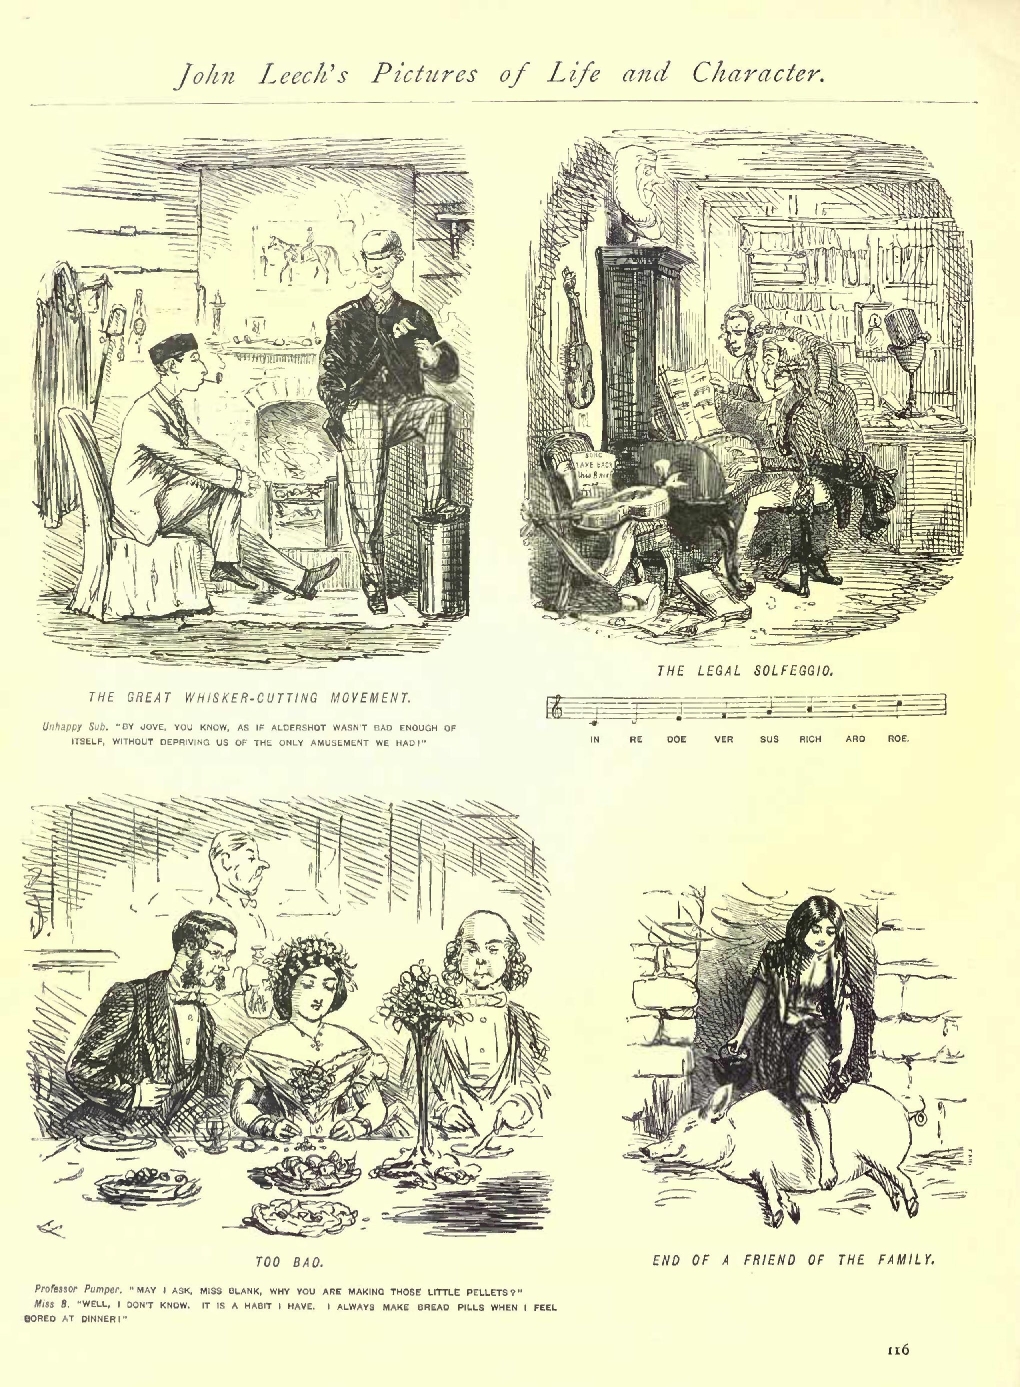 John Leech's Pictures of Life and Character.
THE GREAT WHISKER-CUTTING MOVEMENT.
Unhappy Sub. "BY JOVE, YOU KNOW, AS IF ALDERSHOT WASN'T BAD ENOUGH OF
ITSELF, WITHOUT DEPRIVING US OF THE ONLY AMUSEMENT WE HAD!"
SONG
TAKE BACK
THE LEGAL SOLFEGGIO.
IN RE DOE VER SUS RICH ARD ROE.
TOO BAD.
Professor Pumper. "MAY I ASK, MISS BLANK, WHY YOU ARE MAKING THOSE LITTLE PELLETS?"
Miss B. "WELL, I DON'T KNOW. IT IS A HABIT I HAVE. I ALWAYS MAKE BREAD PILLS WHEN I FEEL
BORED AT DINNER!"
END OF A FRIEND OF THE FAMILY.
116